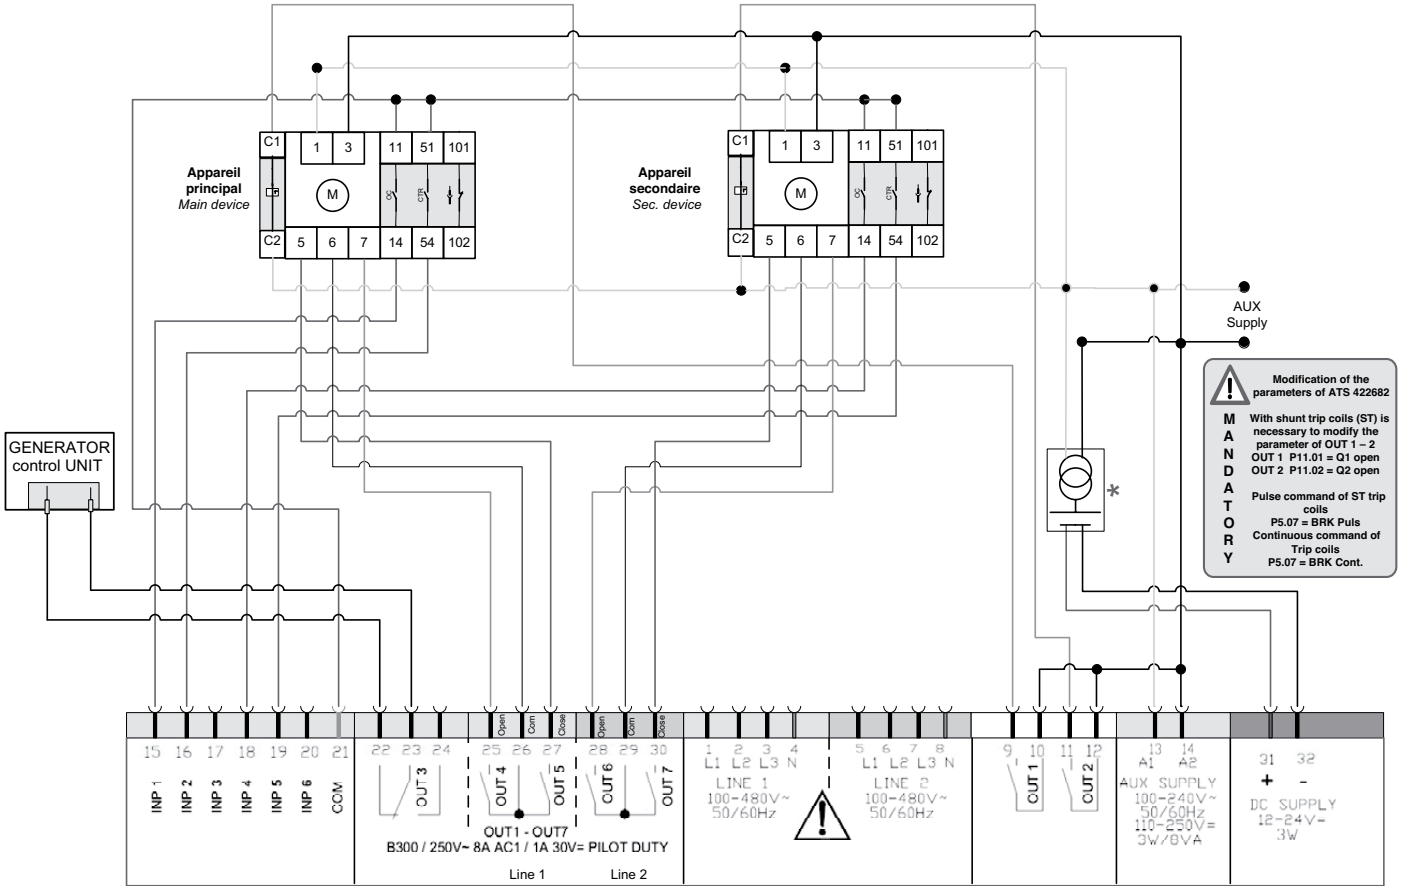 C1
1
3
11
51
101
Appareil
principal
Main device
M
OC
CTR
C2
5
6
7
14
54
102
C1
1
3
11
51
101
Appareil
secondaire
Sec. device
M
OC
CTR
C2
5
6
7
14
54
102
AUX
Supply
Modification of the
parameters of ATS 422682
MANDATORY
With shunt trip coils (ST) is
necessary to modify the
parameter of OUT 1 – 2
OUT 1 P11.01 = Q1 open
OUT 2 P11.02 = Q2 open
Pulse command of ST trip
coils
P5.07 = BRK Puls
Continuous command of
Trip coils
P5.07 = BRK Cont.
GENERATOR
control UNIT
*
Open Com Close Open Com Close
15 16 17 18 19 20 21
INP 1 INP 2 INP 3 INP 4 INP 5 INP 6 COM
22 23 24
OUT 3
25 26 27
OUT 4 OUT 5
28 29 30
OUT 6 OUT 7
OUT1 - OUT7
B300 / 250V~ 8A AC1 / 1A 30V= PILOT DUTY
Line 1 Line 2
1 2 3 4
L1 L2 L3 N
LINE 1
100-480V~
50/60Hz
5 6 7 8
L1 L2 L3 N
LINE 2
100-480V~
50/60Hz
9 10 11 12
OUT 1 OUT 2
13 14
A1 A2
AUX SUPPLY
100-240V~
50/60Hz
110-250V=
3W/8VA
31 32
+ -
DC SUPPLY
12-24V=
3W